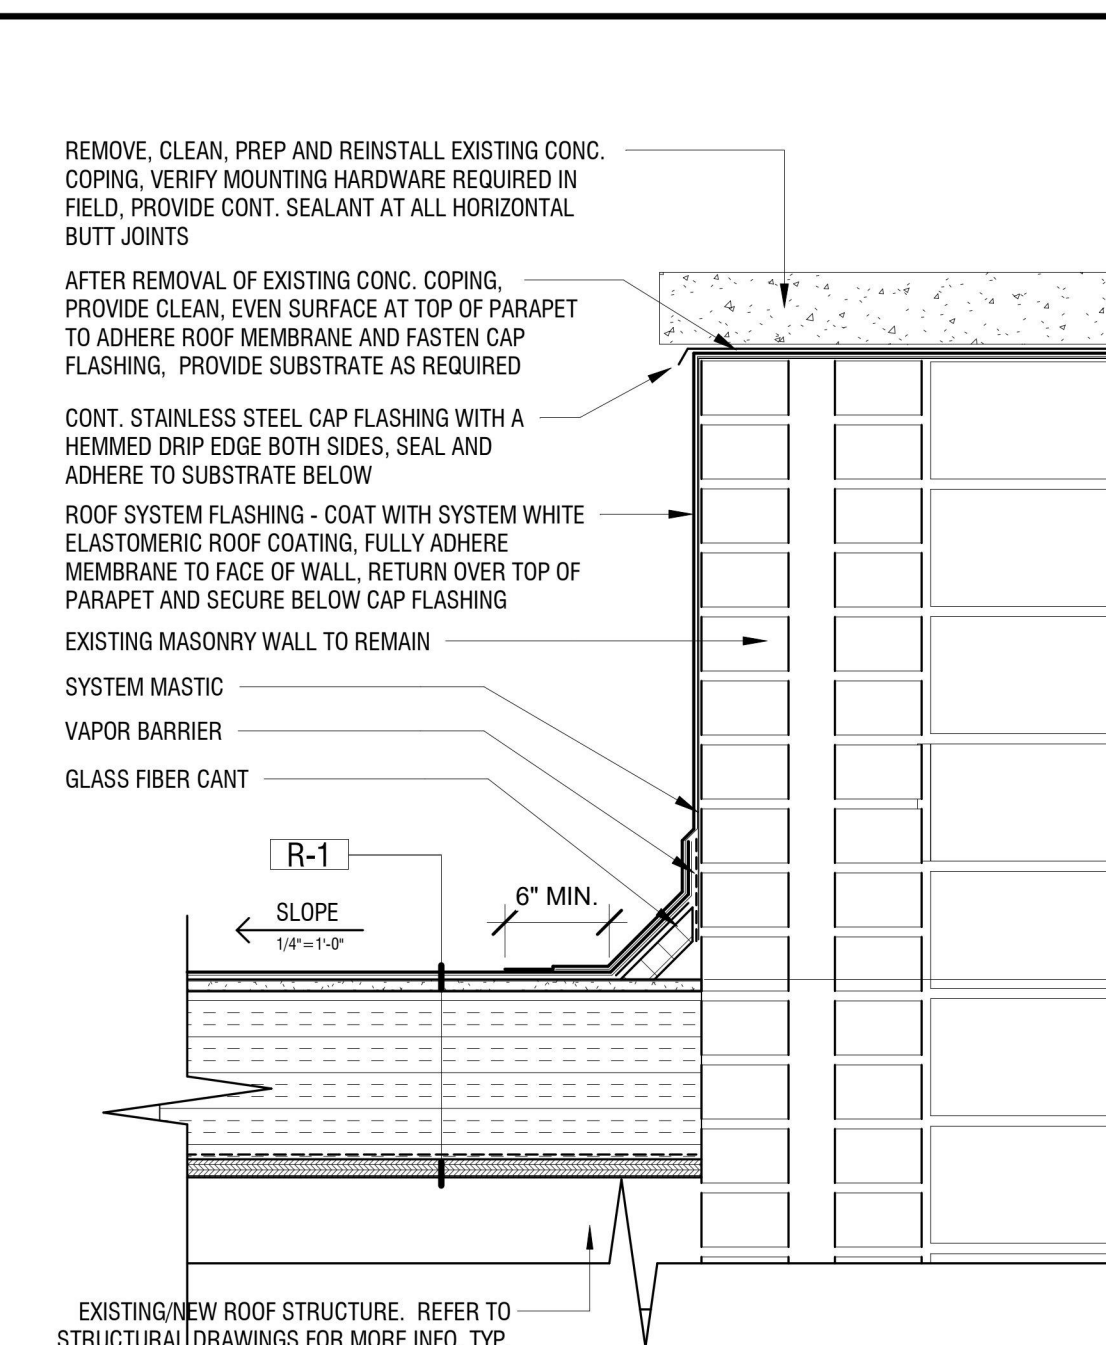 REMOVE, CLEAN, PREP AND REINSTALL EXISTING CONC.
COPING, VERIFY MOUNTING HARDWARE REQUIRED IN
FIELD, PROVIDE CONT. SEALANT AT ALL HORIZONTAL
BUTT JOINTS
AFTER REMOVAL OF EXISTING CONC. COPING,
PROVIDE CLEAN, EVEN SURFACE AT TOP OF PARAPET
TO ADHERE ROOF MEMBRANE AND FASTEN CAP
FLASHING, PROVIDE SUBSTRATE AS REQUIRED
CONT. STAINLESS STEEL CAP FLASHING WITH A
HEMMED DRIP EDGE BOTH SIDES, SEAL AND
ADHERE TO SUBSTRATE BELOW
ROOF SYSTEM FLASHING - COAT WITH SYSTEM WHITE
ELASTOMERIC ROOF COATING, FULLY ADHERE
MEMBRANE TO FACE OF WALL, RETURN OVER TOP OF
PARAPET AND SECURE BELOW CAP FLASHING
EXISTING MASONRY WALL TO REMAIN
SYSTEM MASTIC
VAPOR BARRIER
GLASS FIBER CANT
R-1
6" MIN.
SLOPE
1/4"=1'-0"
EXISTING/NEW ROOF STRUCTURE. REFER TO
STRUCTURAL DRAWINGS FOR MORE INFO, TYP.